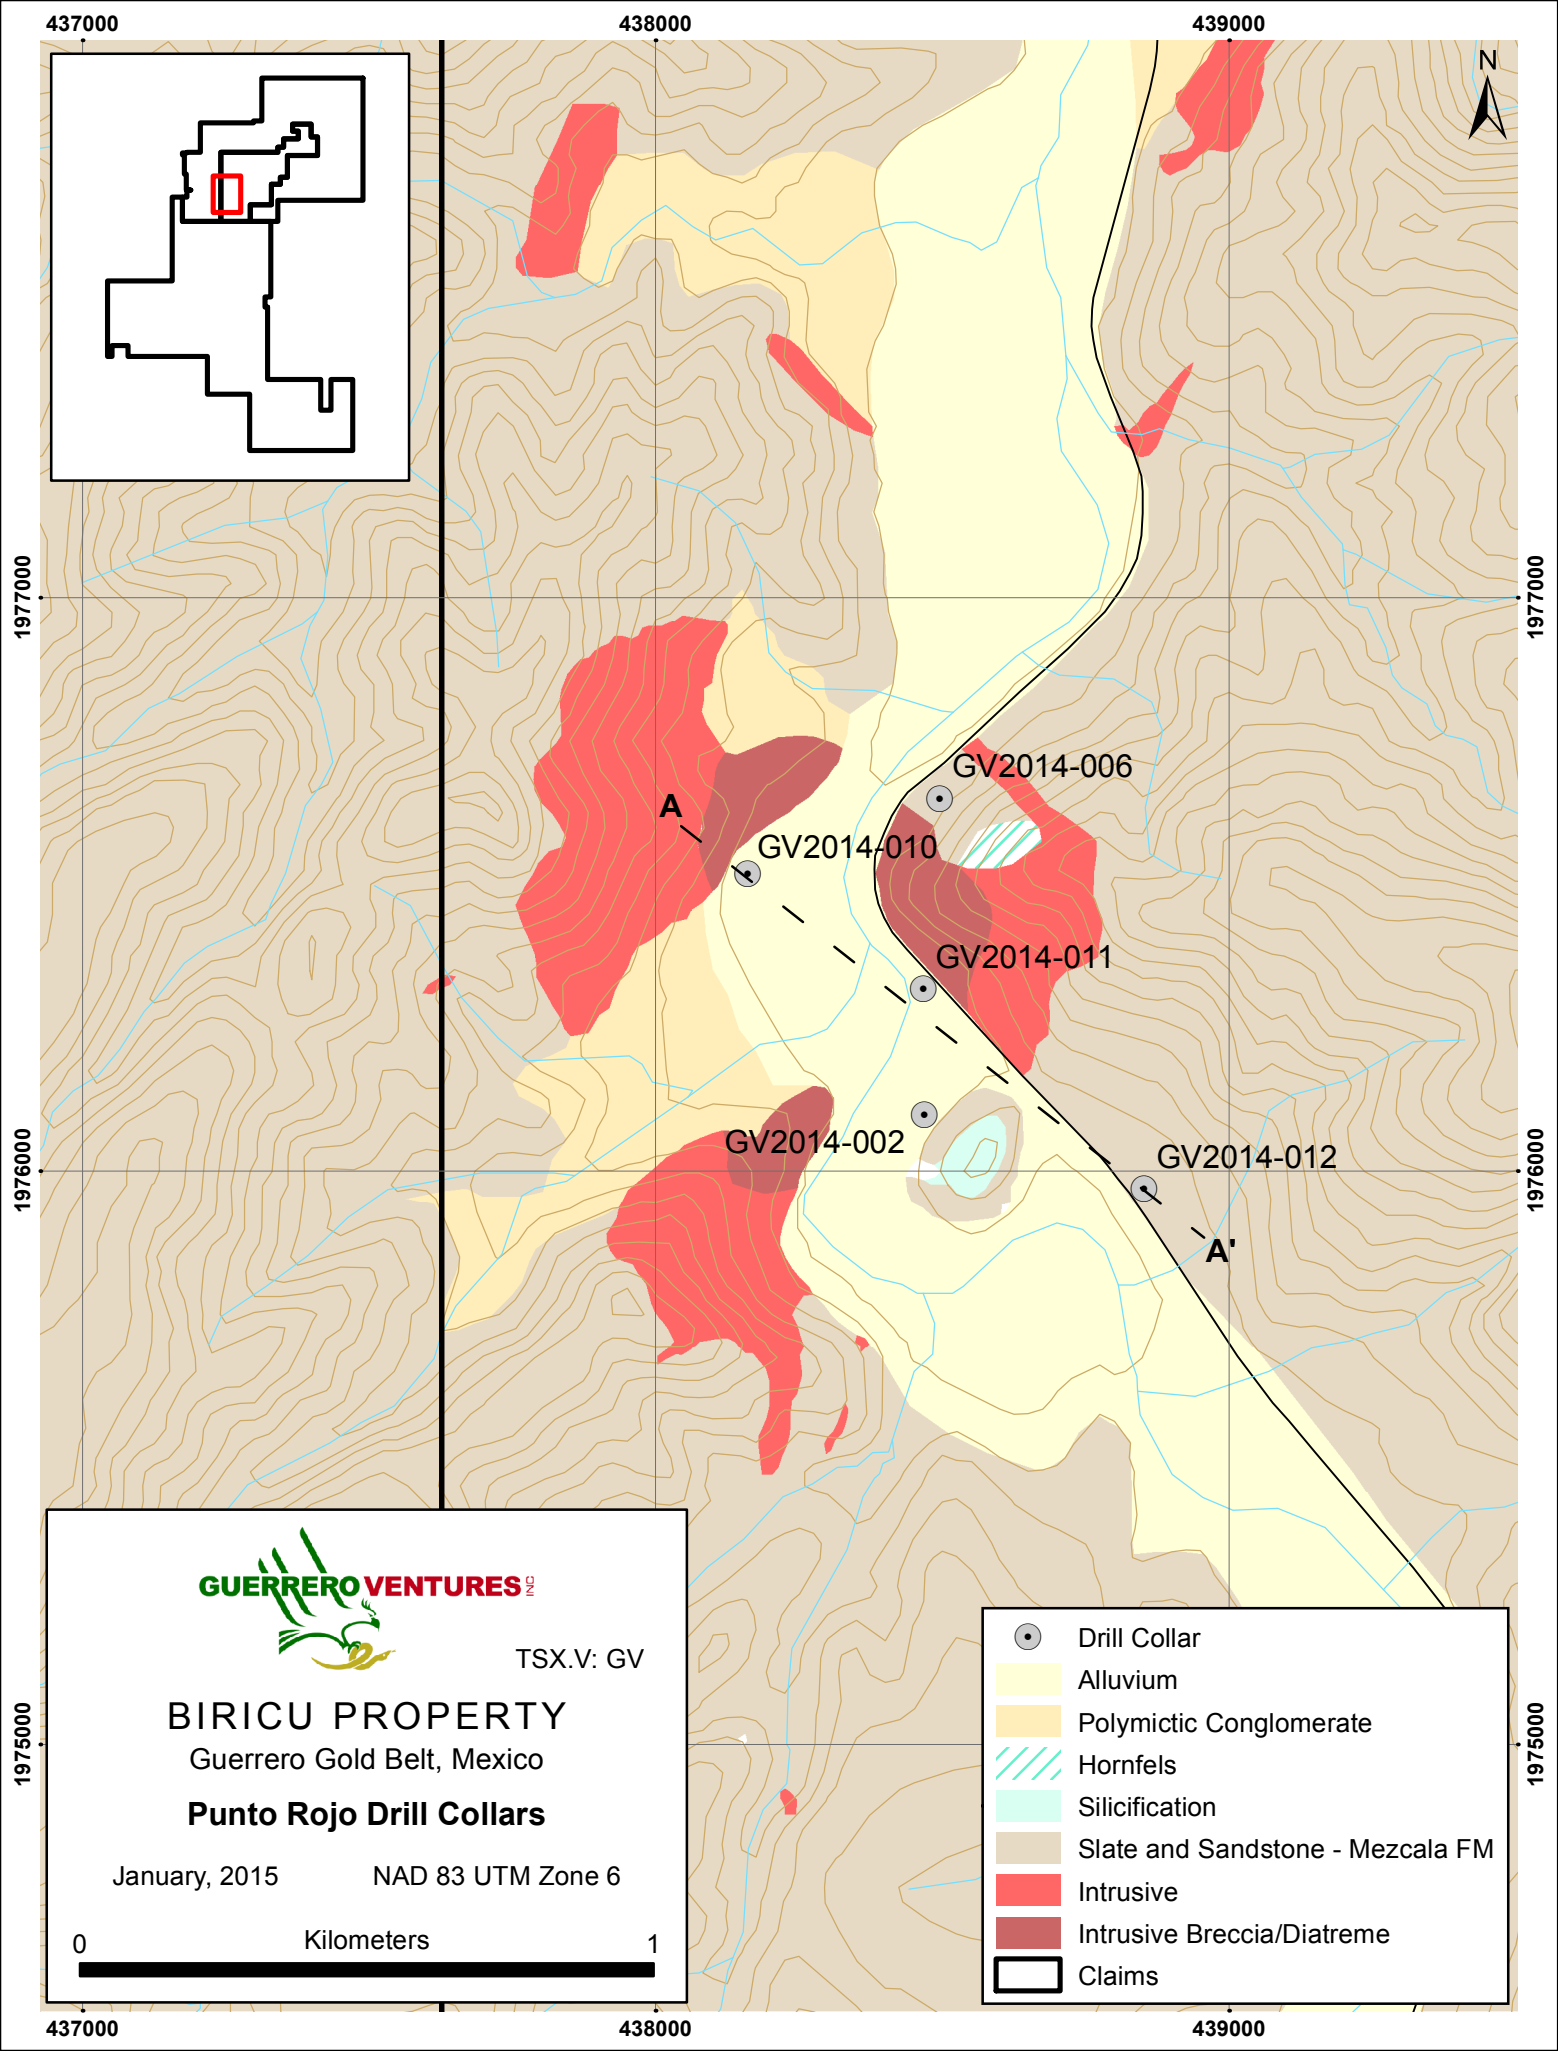 437000
438000
439000
N
1977000
1977000
GV2014-006
A
GV2014-010
GV2014-011
GV2014-002
GV2014-012
A'
1976000
1976000
GUERRERO VENTURES INC
TSX.V: GV
BIRICU PROPERTY
Guerrero Gold Belt, Mexico
Punto Rojo Drill Collars
January, 2015 NAD 83 UTM Zone 6
Kilometers
0 1
Drill Collar
Alluvium
Polymictic Conglomerate
Hornfels
Silicification
Slate and Sandstone - Mezcala FM
Intrusive
Intrusive Breccia/Diatreme
Claims
1975000
1975000
437000
438000
439000